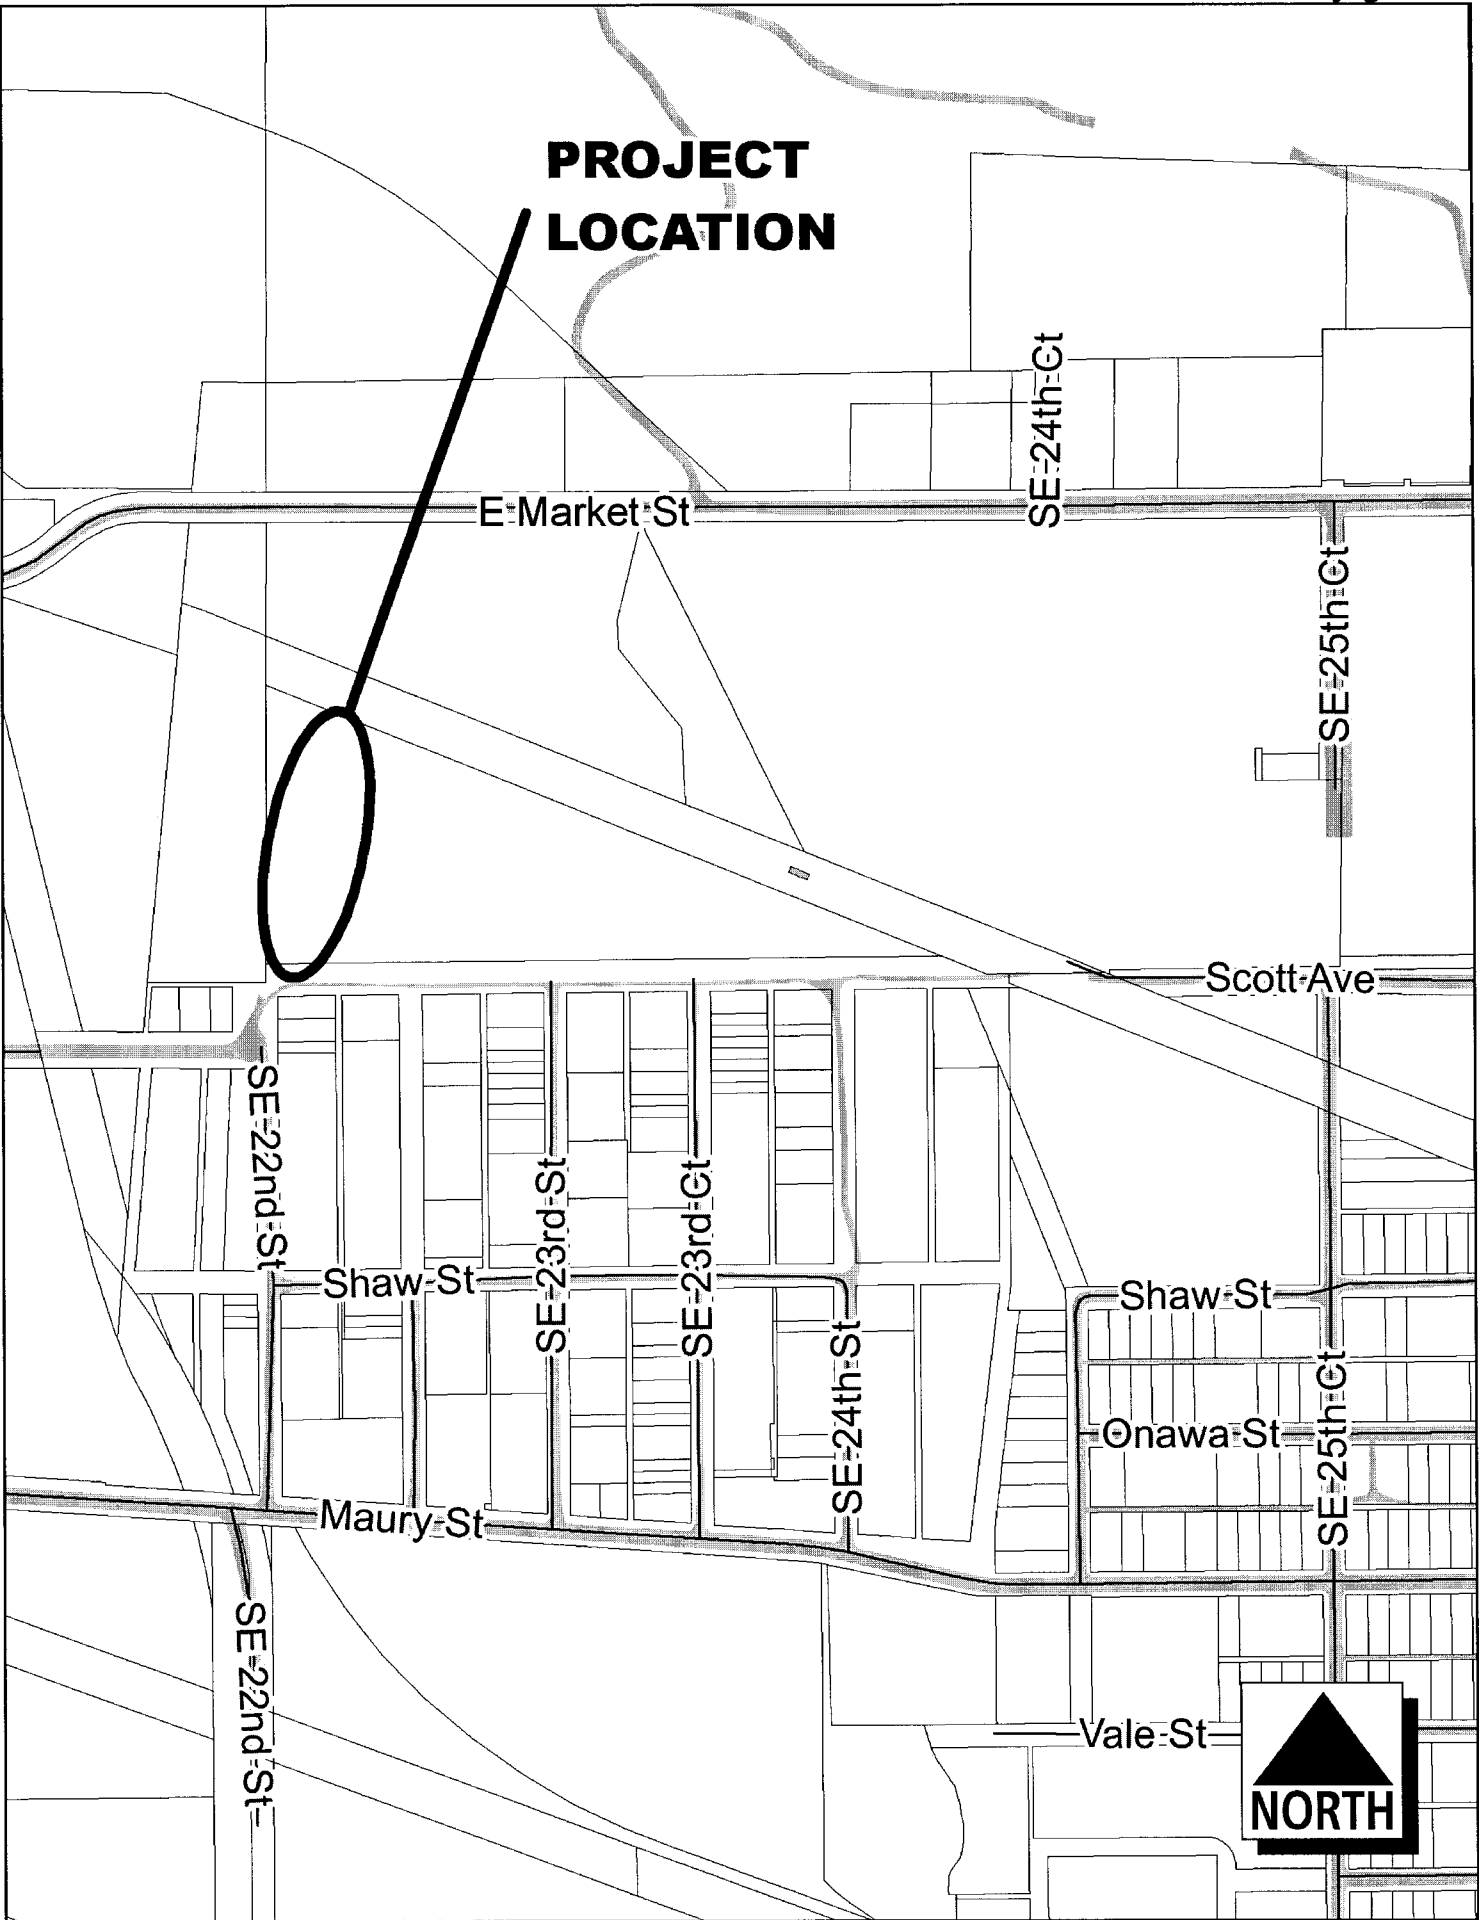 PROJECT
LOCATION
SE 24th Ct
E Market St
SE 25th Ct
Scott Ave
SE 22nd St
SE 23rd St
SE 23rd Ct
Shaw St
Shaw St
SE 24th St
SE 25th Ct
Onawa St
Maury St
SE 22nd St
Vale St
NORTH